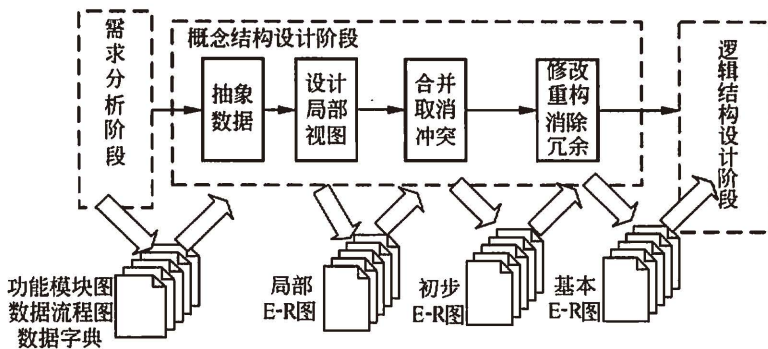 需求分析阶段
概念结构设计阶段
抽象
数据
设计
局部
视图
合并
取消
冲突
修改
重构
消除
冗余
逻辑结构设计阶段
功能模块图
数据流程图
数据字典
局部
E-R图
初步
E-R图
基本
E-R图